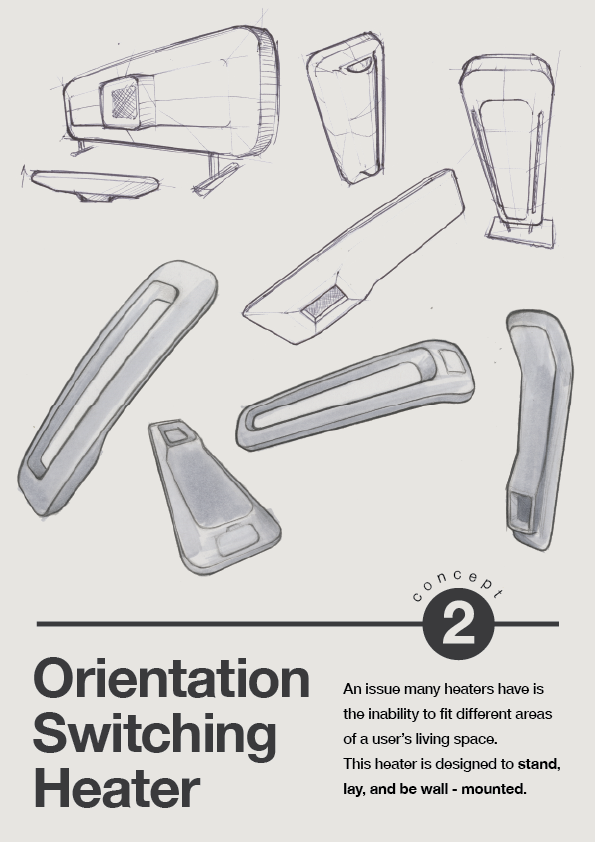 concept
2
Orientation
Switching
Heater
An issue many heaters have is
the inability to fit different areas
of a user’s living space.
This heater is designed to stand,
lay, and be wall - mounted.